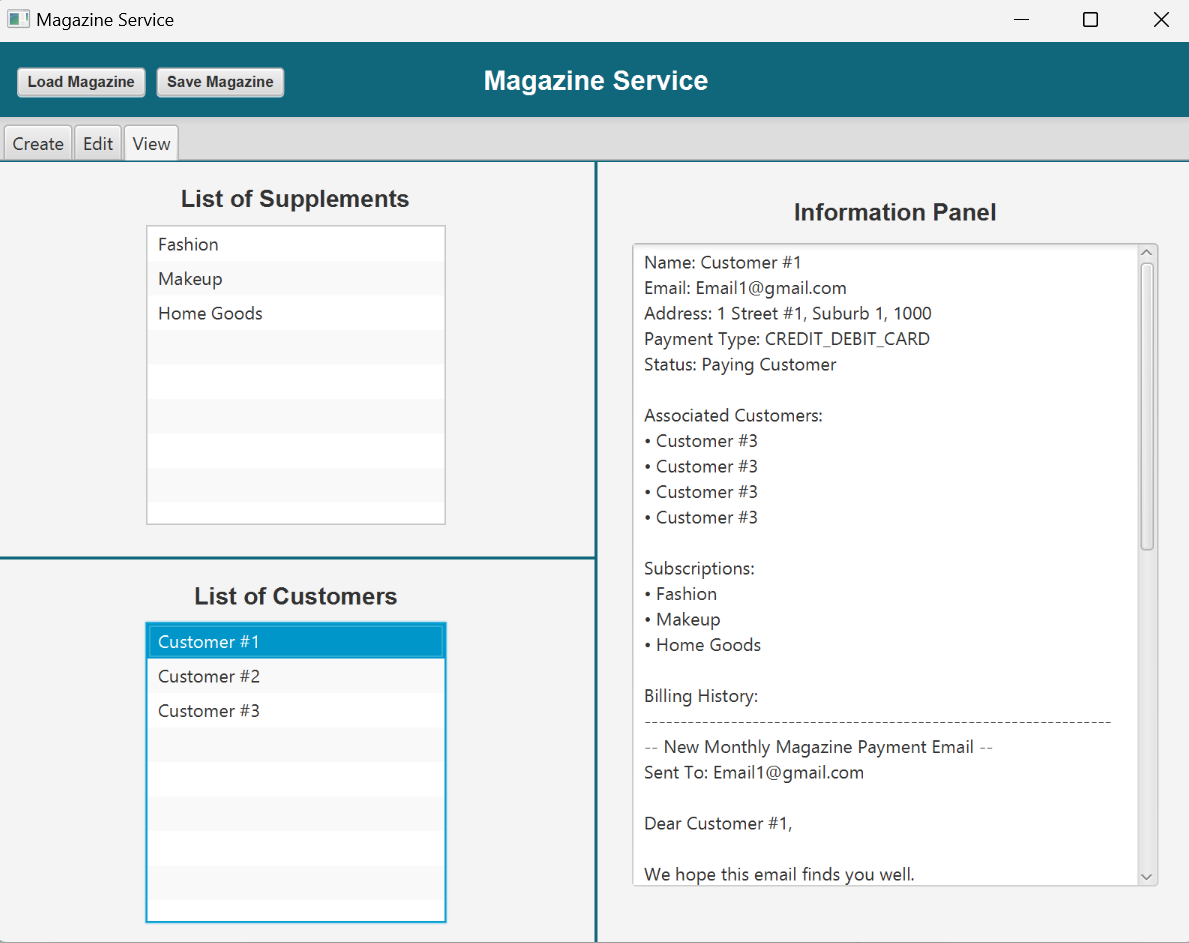 Magazine Service
Load Magazine
Save Magazine
Magazine Service
Create
Edit
View
List of Supplements
Fashion
Makeup
Home Goods
List of Customers
Customer #1
Customer #2
Customer #3
Information Panel
Name: Customer #1
Email: Email1@gmail.com
Address: 1 Street #1, Suburb 1, 1000
Payment Type: CREDIT_DEBIT_CARD
Status: Paying Customer
Associated Customers:
• Customer #3
• Customer #3
• Customer #3
• Customer #3
Subscriptions:
• Fashion
• Makeup
• Home Goods
Billing History:
-----------------------------------------------------------------
-- New Monthly Magazine Payment Email --
Sent To: Email1@gmail.com
Dear Customer #1,
We hope this email finds you well.